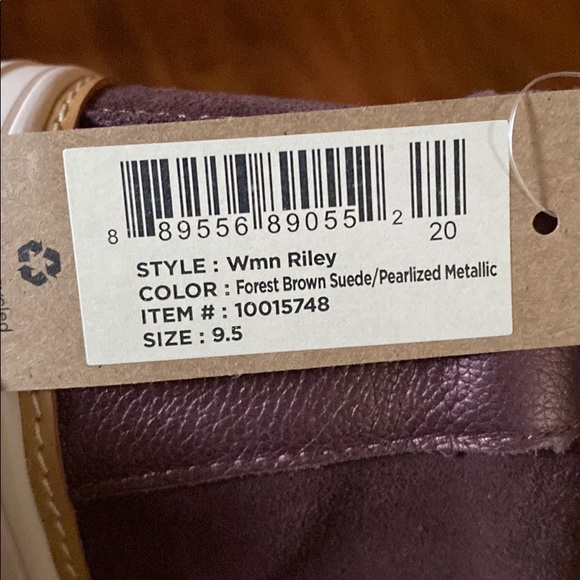 8 89556 89055 2 20
STYLE : Wmn Riley
COLOR : Forest Brown Suede/Pearlized Metallic
ITEM # : 10015748
SIZE : 9.5